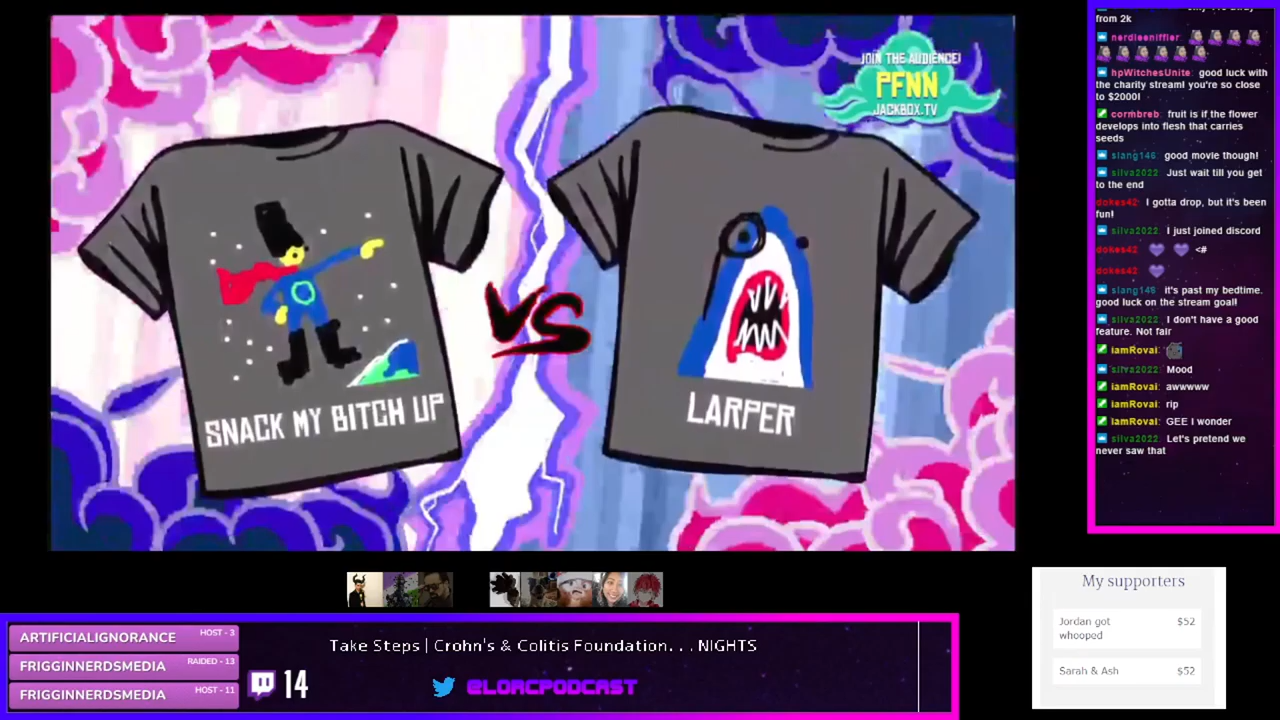 JOIN THE AUDIENCE!
PFNN
JACKBOX.TV
SNACK MY BITCH UP
VS
LARPER
from 2k
nerdieeniffler:
hpWitchesUnite: good luck with
the charity stream! you're so close
to $2000!
cormbreb: fruit is if the flower
develops into flesh that carries
seeds
slang146 good movie though!
silva2022: Just wait till you get
to the end
dokes42: I gotta drop, but it's been
fun!
silva2022: I just joined discord
dokes42 <#
dokes42
slang146 it's past my bedtime.
good luck on the stream goal!
silva2022: I don't have a good
feature. Not fair
iamRovai:
silva2022: Mood
iamRovai: awwwww
iamRovai: rip
iamRovai: GEE I wonder
silva2022: Let's pretend we
never saw that
My supporters
Jordan got
whooped
$52
Sarah & Ash $52
ARTIFICIALIGNORANCE HOST - 3
FRIGGINNERDSMEDIA RAIDED - 13
FRIGGINNERDSMEDIA HOST - 11
14
Take Steps | Crohn's & Colitis Foundation. . . NIGHTS
@LORCPODCAST